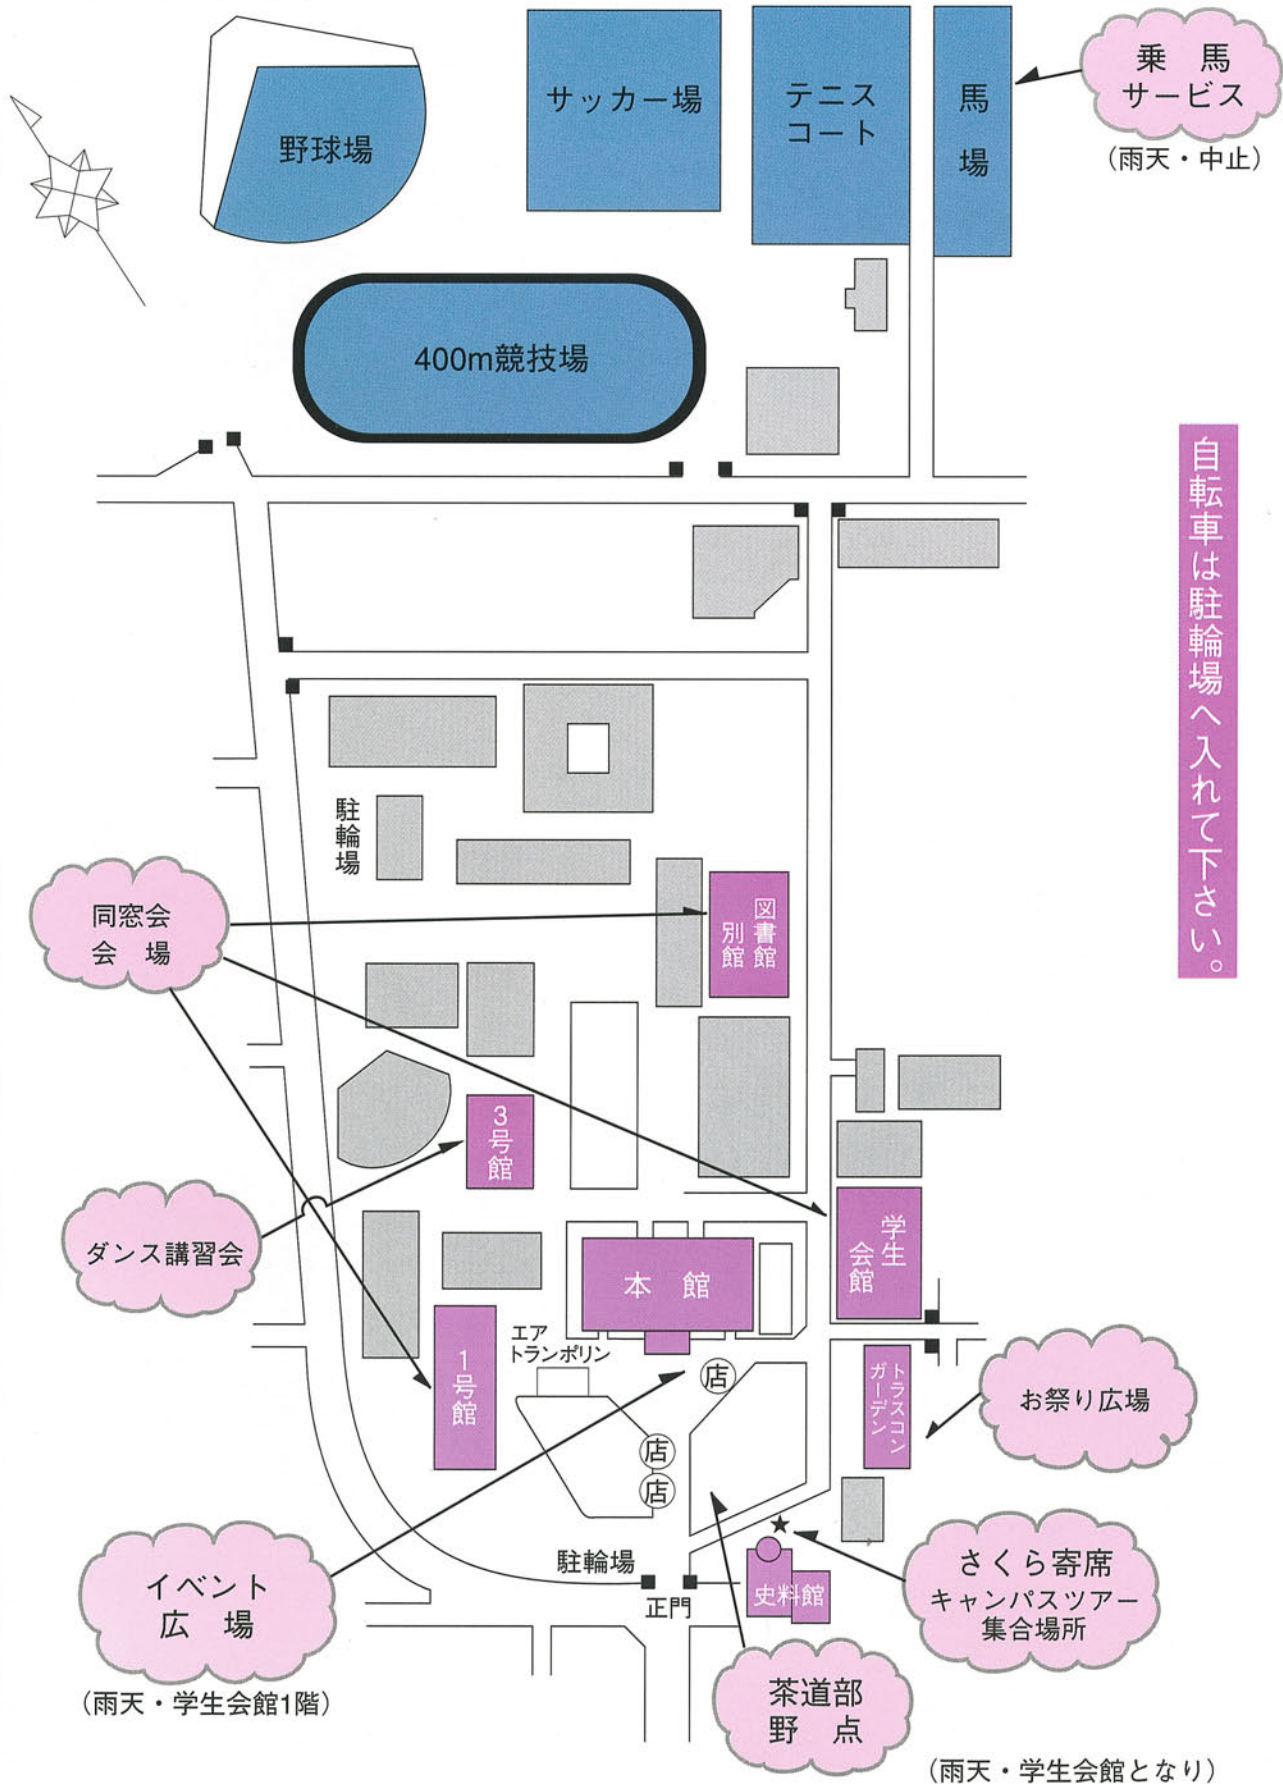 野球場
サッカー場
テニス
コート
馬場
乗 馬
サービス
(雨天・中止)
400m競技場
自転車は駐輪場へ入れて下さい。
駐輪場
同窓会
会 場
図書館
別館
3号館
ダンス講習会
学生
会館
本 館
エア
トランポリン
1号館
店
店
店
トラスコン
ガーデン
お祭り広場
イベント
広 場
(雨天・学生会館1階)
駐輪場
正門
史料館
さくら寄席
キャンパスツアー
集合場所
茶道部
野 点
(雨天・学生会館となり)